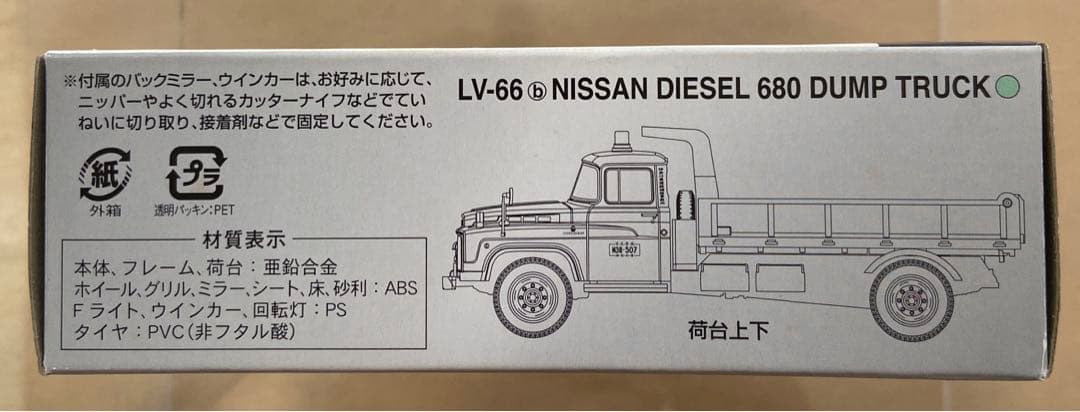 ※付属のバックミラー、ウインカーは、お好みに応じて、
ニッパーやよく切れるカッターナイフなどでてい
ねいに切り取り、接着剤などで固定してください。
LV-66 ⓑ NISSAN DIESEL 680 DUMP TRUCK
紙
外箱
プラ
透明パッキン:PET
材質表示
本体、フレーム、荷台：亜鉛合金
ホイール、グリル、ミラー、シート、床、砂利：ABS
Fライト、ウインカー、回転灯：PS
タイヤ：PVC（非フタル酸）
荷台上下